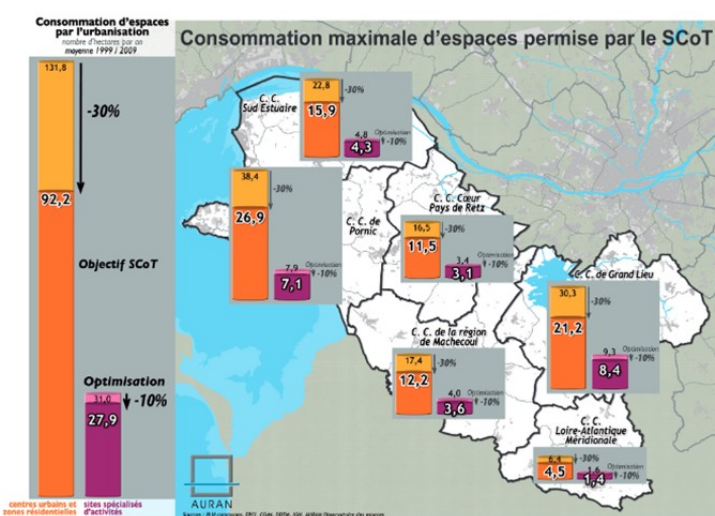 Consommation d'espaces
par l'urbanisation
nombre d'hectares par an
moyenne 1999 / 2009
131,8
-30%
92,2
Objectif SCoT
Optimisation
31,0
-10%
27,9
centres urbains et
zones résidentielles
sites spécialisés
d'activités
Consommation maximale d'espaces permise par le SCoT
C. C.
Sud Estuaire
22,8
-30%
15,9
4,8
Optimisation
-10%
4,3
C. C. de
Pornic
38,4
-30%
26,9
7,9
Optimisation
-10%
7,1
C. C. Cœur
Pays de Retz
16,5
-30%
11,5
3,4
Optimisation
-10%
3,1
C. C. de Grand Lieu
30,3
-30%
21,2
9,3
Optimisation
-10%
8,4
C. C. de la région
de Machecoul
17,4
-30%
12,2
4,0
Optimisation
-10%
3,6
C. C.
Loire-Atlantique
Méridionale
6,4
-30%
4,5
1,6
Optimisation
-10%
1,4
AURAN